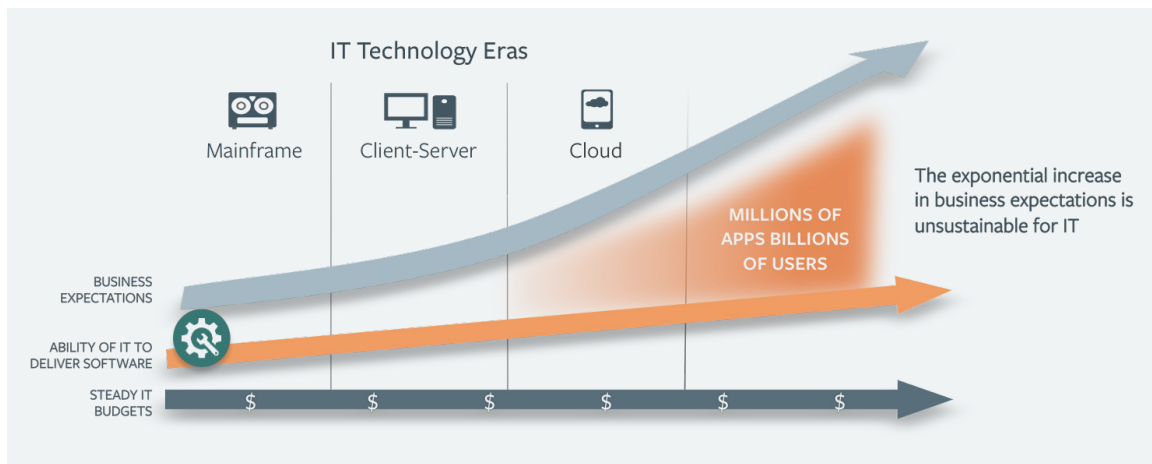 IT Technology Eras
Mainframe
Client-Server
Cloud
The exponential increase
in business expectations is
unsustainable for IT
MILLIONS OF
APPS BILLIONS
OF USERS
BUSINESS
EXPECTATIONS
ABILITY OF IT TO
DELIVER SOFTWARE
STEADY IT
BUDGETS
$ $ $ $ $ $